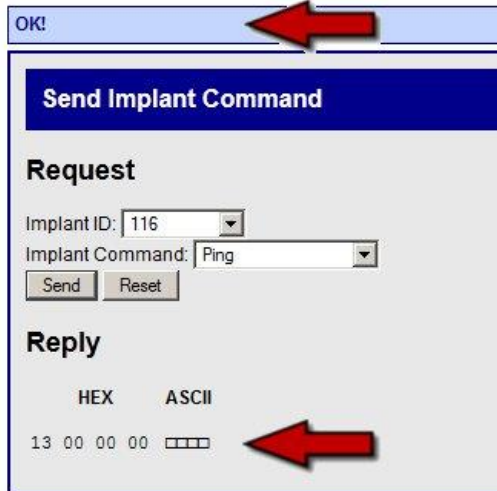 OK!
Send Implant Command
Request
Implant ID: 116
Implant Command: Ping
Send Reset
Reply
HEX ASCII
13 00 00 00 □□□□